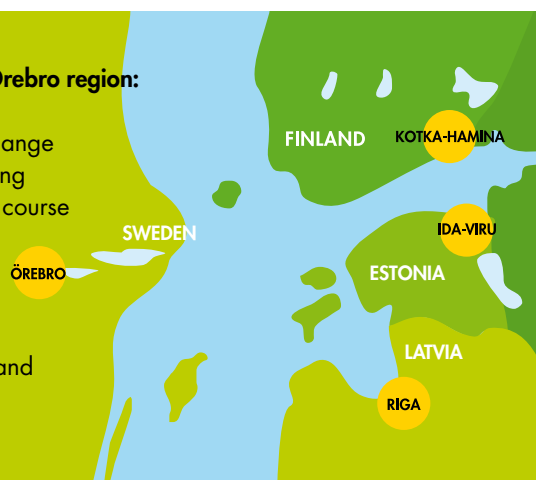 Örebro region:
ange
ng
course
and
FINLAND
KOTKA-HAMINA
SWEDEN
IDA-VIRU
ÖREBRO
ESTONIA
LATVIA
RIGA